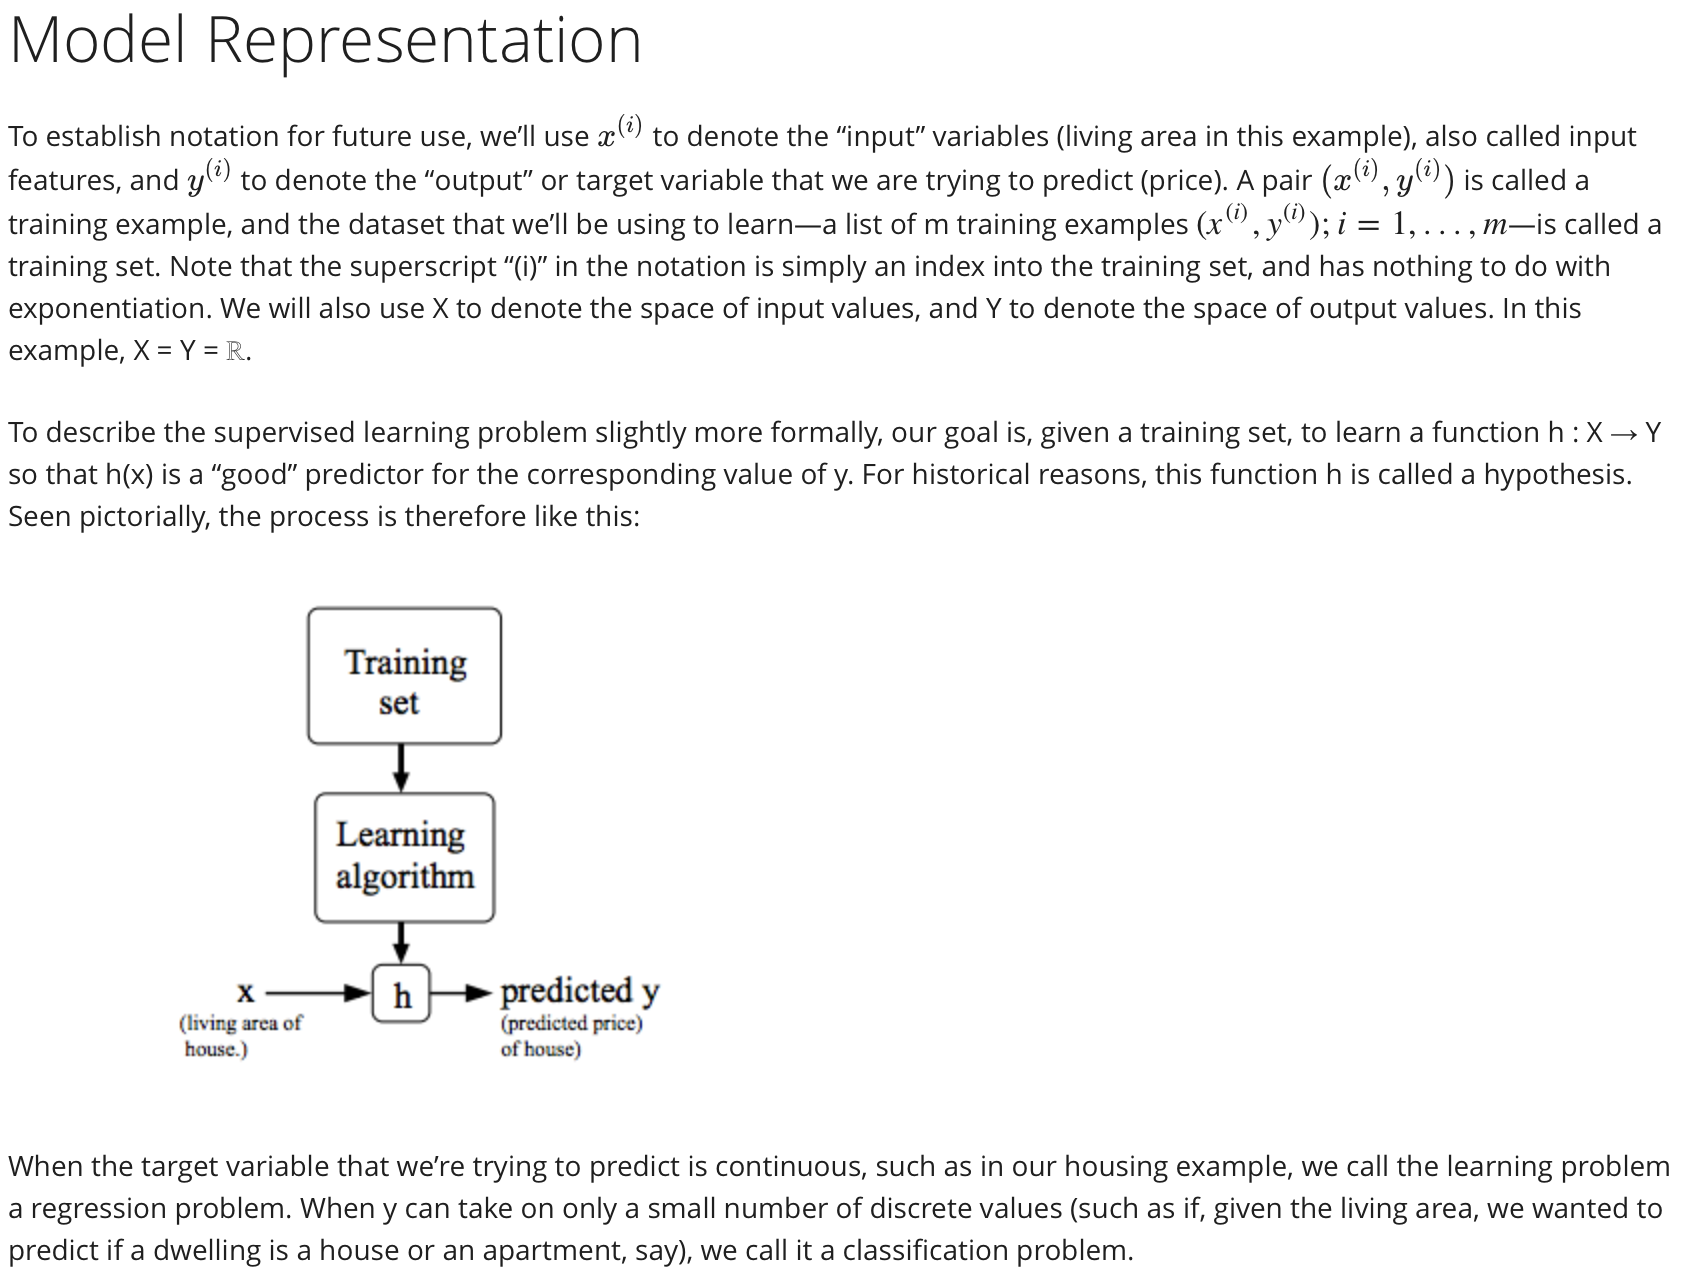 Model Representation
To establish notation for future use, we’ll use x^(i) to denote the “input” variables (living area in this example), also called input
features, and y^(i) to denote the “output” or target variable that we are trying to predict (price). A pair (x^(i), y^(i)) is called a
training example, and the dataset that we’ll be using to learn—a list of m training examples (x^(i), y^(i)); i = 1, . . . , m—is called a
training set. Note that the superscript “(i)” in the notation is simply an index into the training set, and has nothing to do with
exponentiation. We will also use X to denote the space of input values, and Y to denote the space of output values. In this
example, X = Y = ℝ.
To describe the supervised learning problem slightly more formally, our goal is, given a training set, to learn a function h : X → Y
so that h(x) is a “good” predictor for the corresponding value of y. For historical reasons, this function h is called a hypothesis.
Seen pictorially, the process is therefore like this:
Training
set
Learning
algorithm
x
h
predicted y
(living area of
house.)
(predicted price)
of house)
When the target variable that we’re trying to predict is continuous, such as in our housing example, we call the learning problem
a regression problem. When y can take on only a small number of discrete values (such as if, given the living area, we wanted to
predict if a dwelling is a house or an apartment, say), we call it a classification problem.